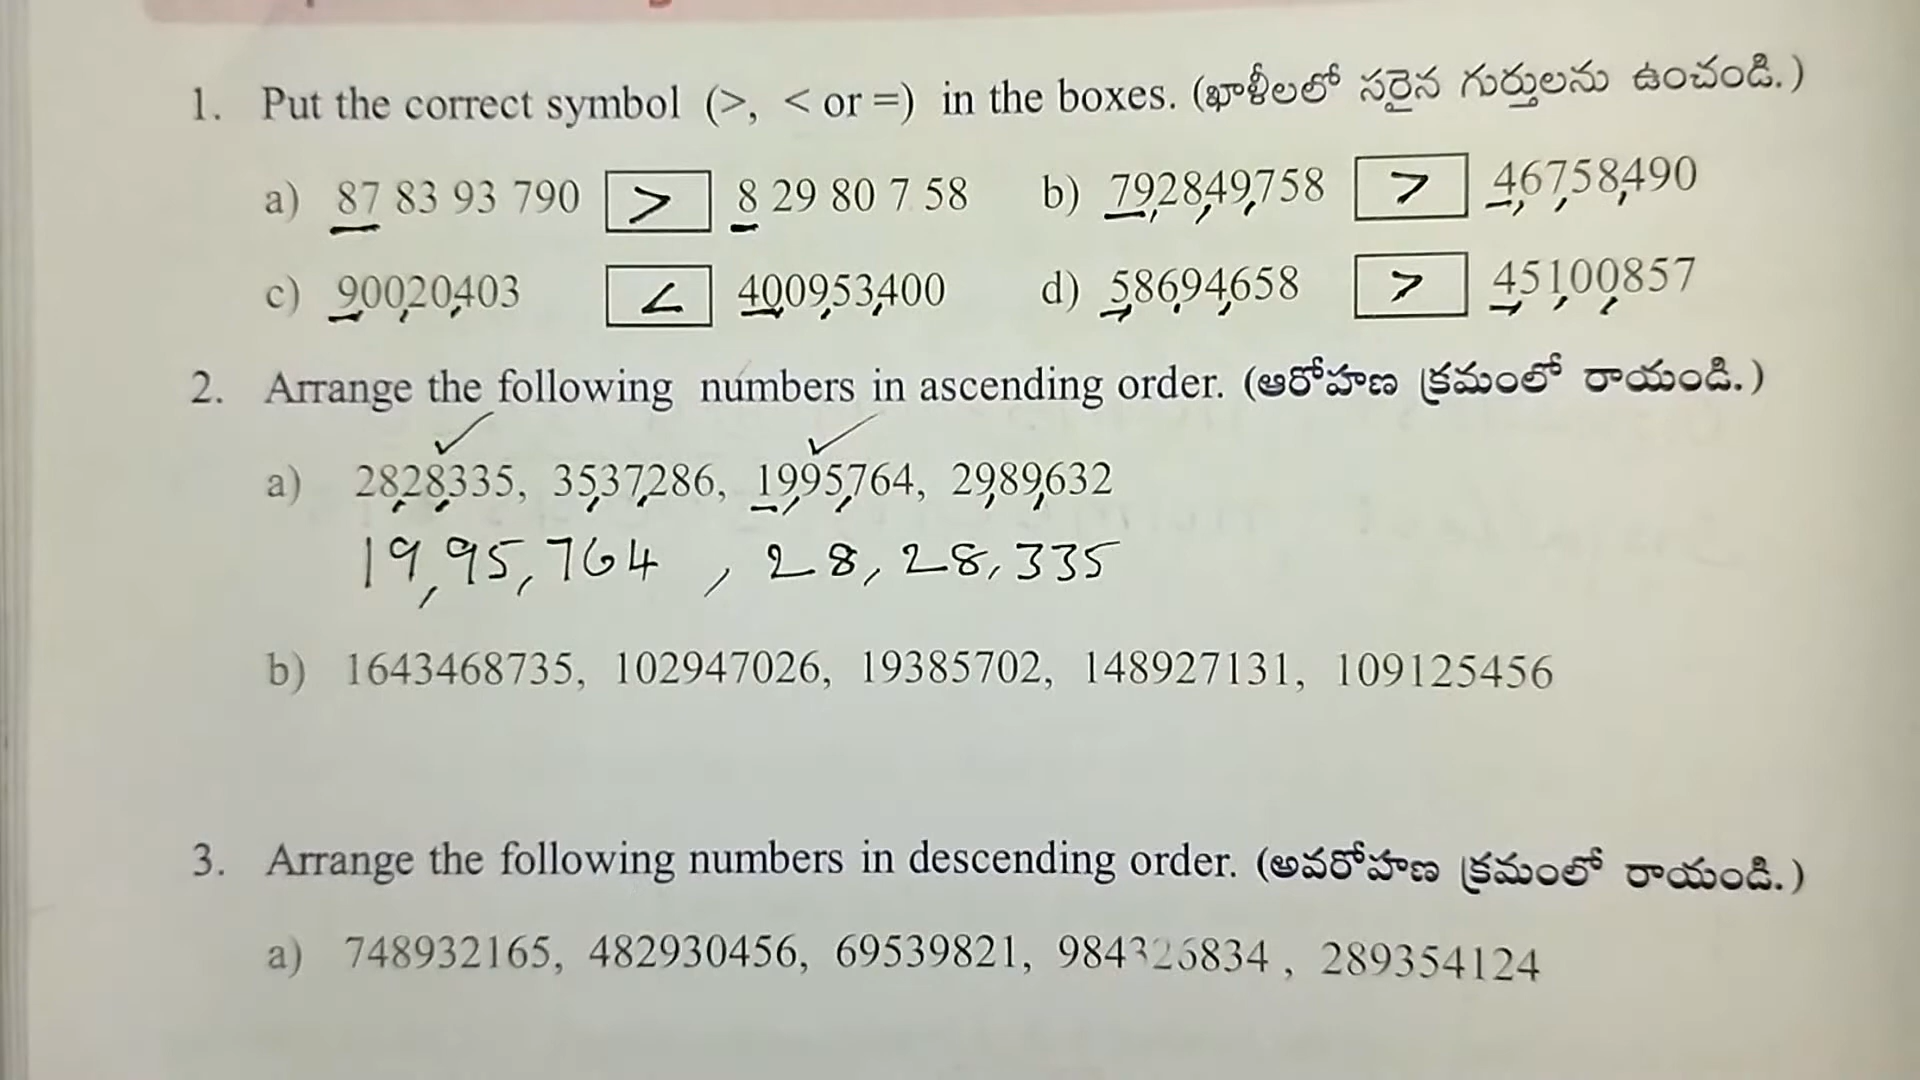 1. Put the correct symbol (>, < or =) in the boxes. (ఖాళీలలో సరైన గుర్తులను ఉంచండి.)
a) 87 83 93 790 > 8 29 80 7 58 b) 792849758 > 46758490
c) 90020403 < 400953400 d) 58694658 > 45100857
2. Arrange the following numbers in ascending order. (ఆరోహణ క్రమంలో రాయండి.)
a) 2828335, 3537286, 1995764, 2989632
19,95,764 , 28,28,335
b) 1643468735, 102947026, 19385702, 148927131, 109125456
3. Arrange the following numbers in descending order. (అవరోహణ క్రమంలో రాయండి.)
a) 748932165, 482930456, 69539821, 984326834, 289354124